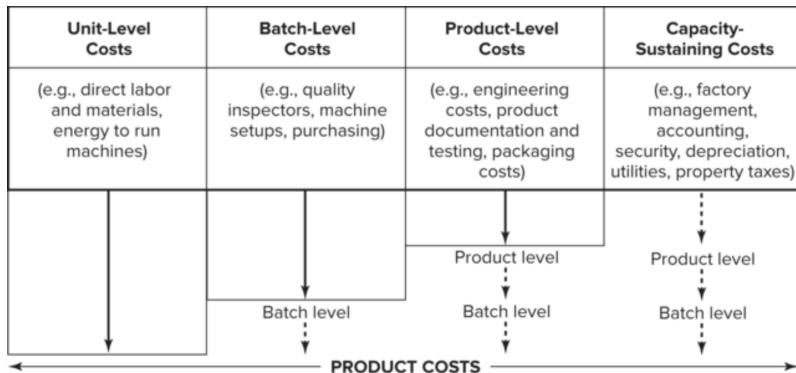 Unit-Level
Costs
Batch-Level
Costs
Product-Level
Costs
Capacity-
Sustaining Costs
(e.g., direct labor
and materials,
energy to run
machines)
(e.g., quality
inspectors, machine
setups, purchasing)
(e.g., engineering
costs, product
documentation and
testing, packaging
costs)
(e.g., factory
management,
accounting,
security, depreciation,
utilities, property taxes)
Product level
Product level
Batch level
Batch level
Batch level
PRODUCT COSTS